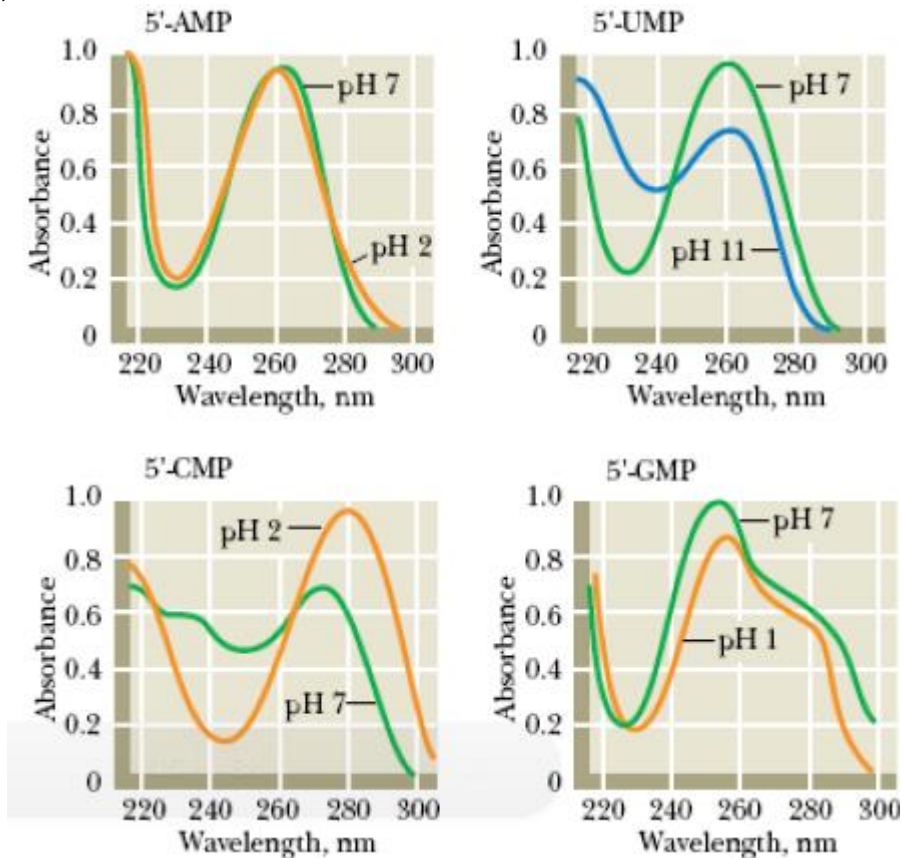 5'-AMP
1.0
0.8
0.6
0.4
0.2
0
Absorbance
pH 7
pH 2
220 240 260 280 300
Wavelength, nm
5'-UMP
1.0
0.8
0.6
0.4
0.2
0
Absorbance
pH 7
pH 11
220 240 260 280 300
Wavelength, nm
5'-CMP
1.0
0.8
0.6
0.4
0.2
0
Absorbance
pH 2
pH 7
220 240 260 280 300
Wavelength, nm
5'-GMP
1.0
0.8
0.6
0.4
0.2
0
Absorbance
pH 7
pH 1
220 240 260 280 300
Wavelength, nm